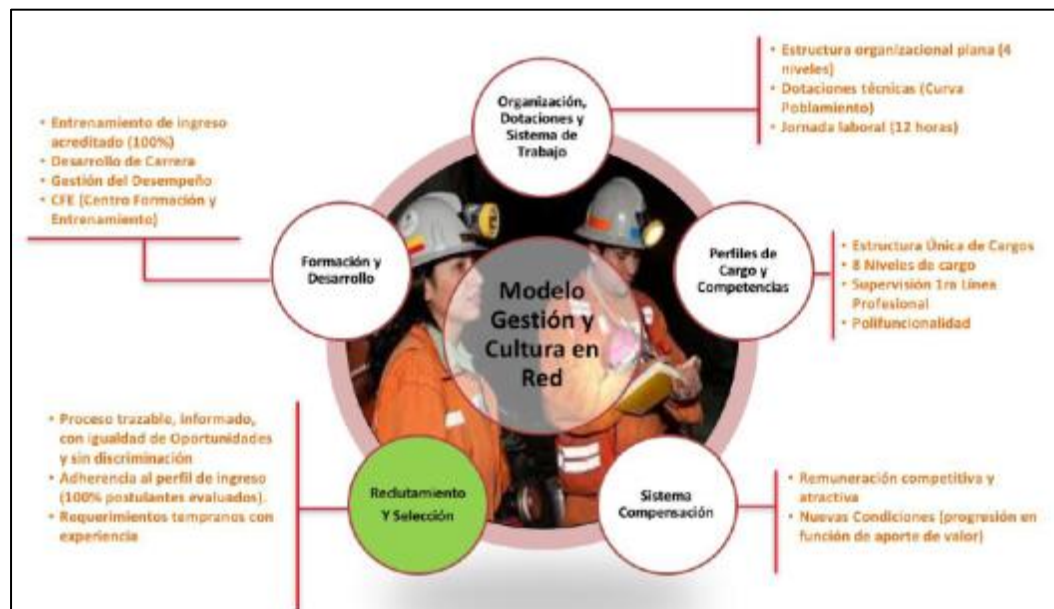 Organización,
Dotaciones y
Sistema de
Trabajo
• Estructura organizacional plana (4
niveles)
• Dotaciones técnicas (Curva
Poblamiento)
• Jornada laboral (12 horas)
Perfiles
de Cargo y
Competencias
• Estructura Única de Cargos
• 8 Niveles de cargo
• Supervisión 1ra Línea
Profesional
• Polifuncionalidad
Sistema
Compensación
• Remuneración competitiva y
atractiva
• Nuevas Condiciones (progresión en
función de aporte de valor)
Reclutamiento
Y Selección
• Proceso trazable, informado,
con igualdad de Oportunidades
y sin discriminación
• Adherencia al perfil de ingreso
(100% postulantes evaluados).
• Requerimientos tempranos con
experiencia
Formación y
Desarrollo
• Entrenamiento de ingreso
acreditado (100%)
• Desarrollo de Carrera
• Gestión del Desempeño
• CFE (Centro Formación y
Entrenamiento)
Modelo
Gestión y
Cultura en
Red